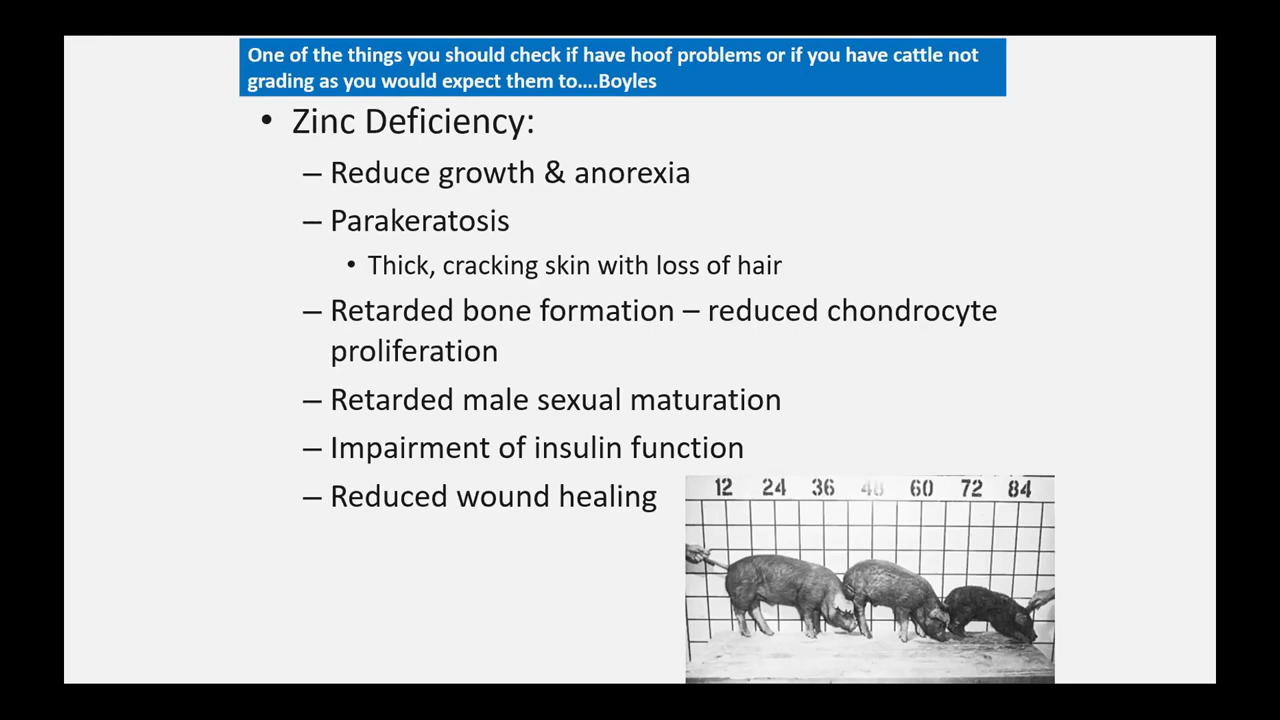 One of the things you should check if have hoof problems or if you have cattle not
grading as you would expect them to....Boyles
• Zinc Deficiency:
– Reduce growth & anorexia
– Parakeratosis
• Thick, cracking skin with loss of hair
– Retarded bone formation – reduced chondrocyte
proliferation
– Retarded male sexual maturation
– Impairment of insulin function
– Reduced wound healing
12 24 36 48 60 72 84